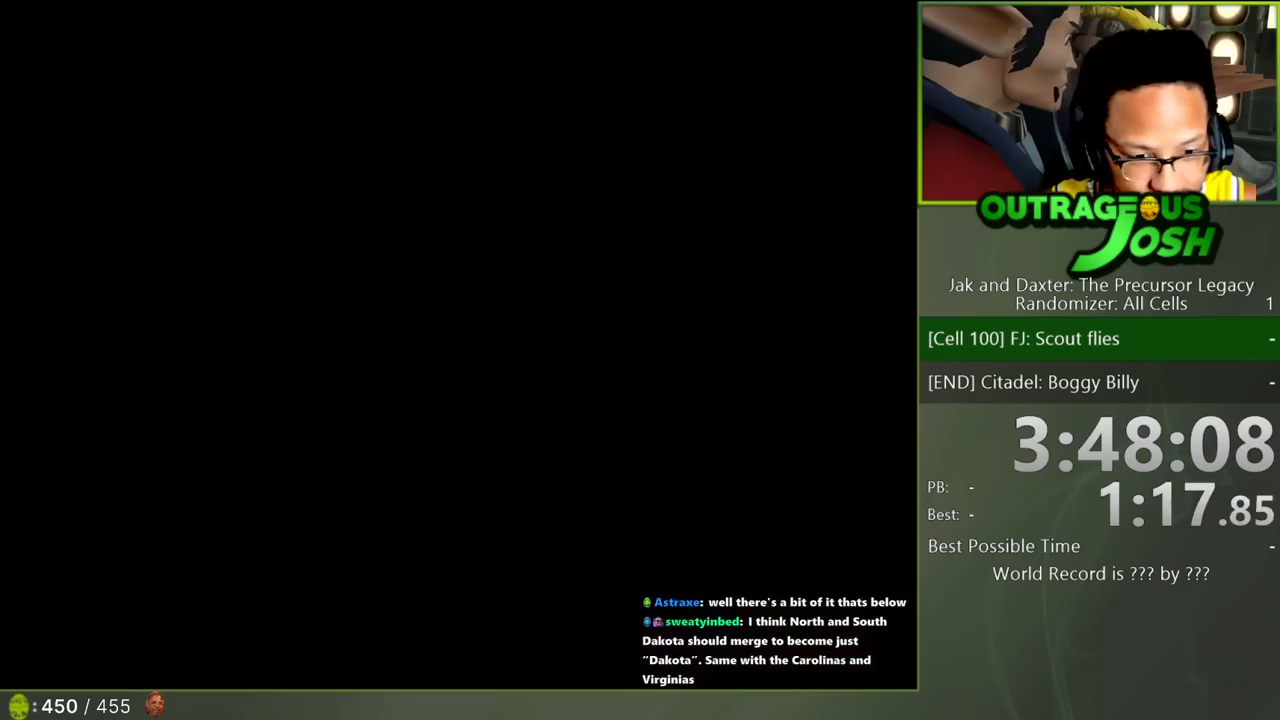 OUTRAGEOUS
JOSH
Jak and Daxter: The Precursor Legacy
Randomizer: All Cells 1
[Cell 100] FJ: Scout flies -
[END] Citadel: Boggy Billy -
3:48:08
PB: -
1:17.85
Best: -
Best Possible Time -
World Record is ??? by ???
Astraxe: well there's a bit of it thats below
sweatyinbed: I think North and South
Dakota should merge to become just
"Dakota". Same with the Carolinas and
Virginias
: 450 / 455